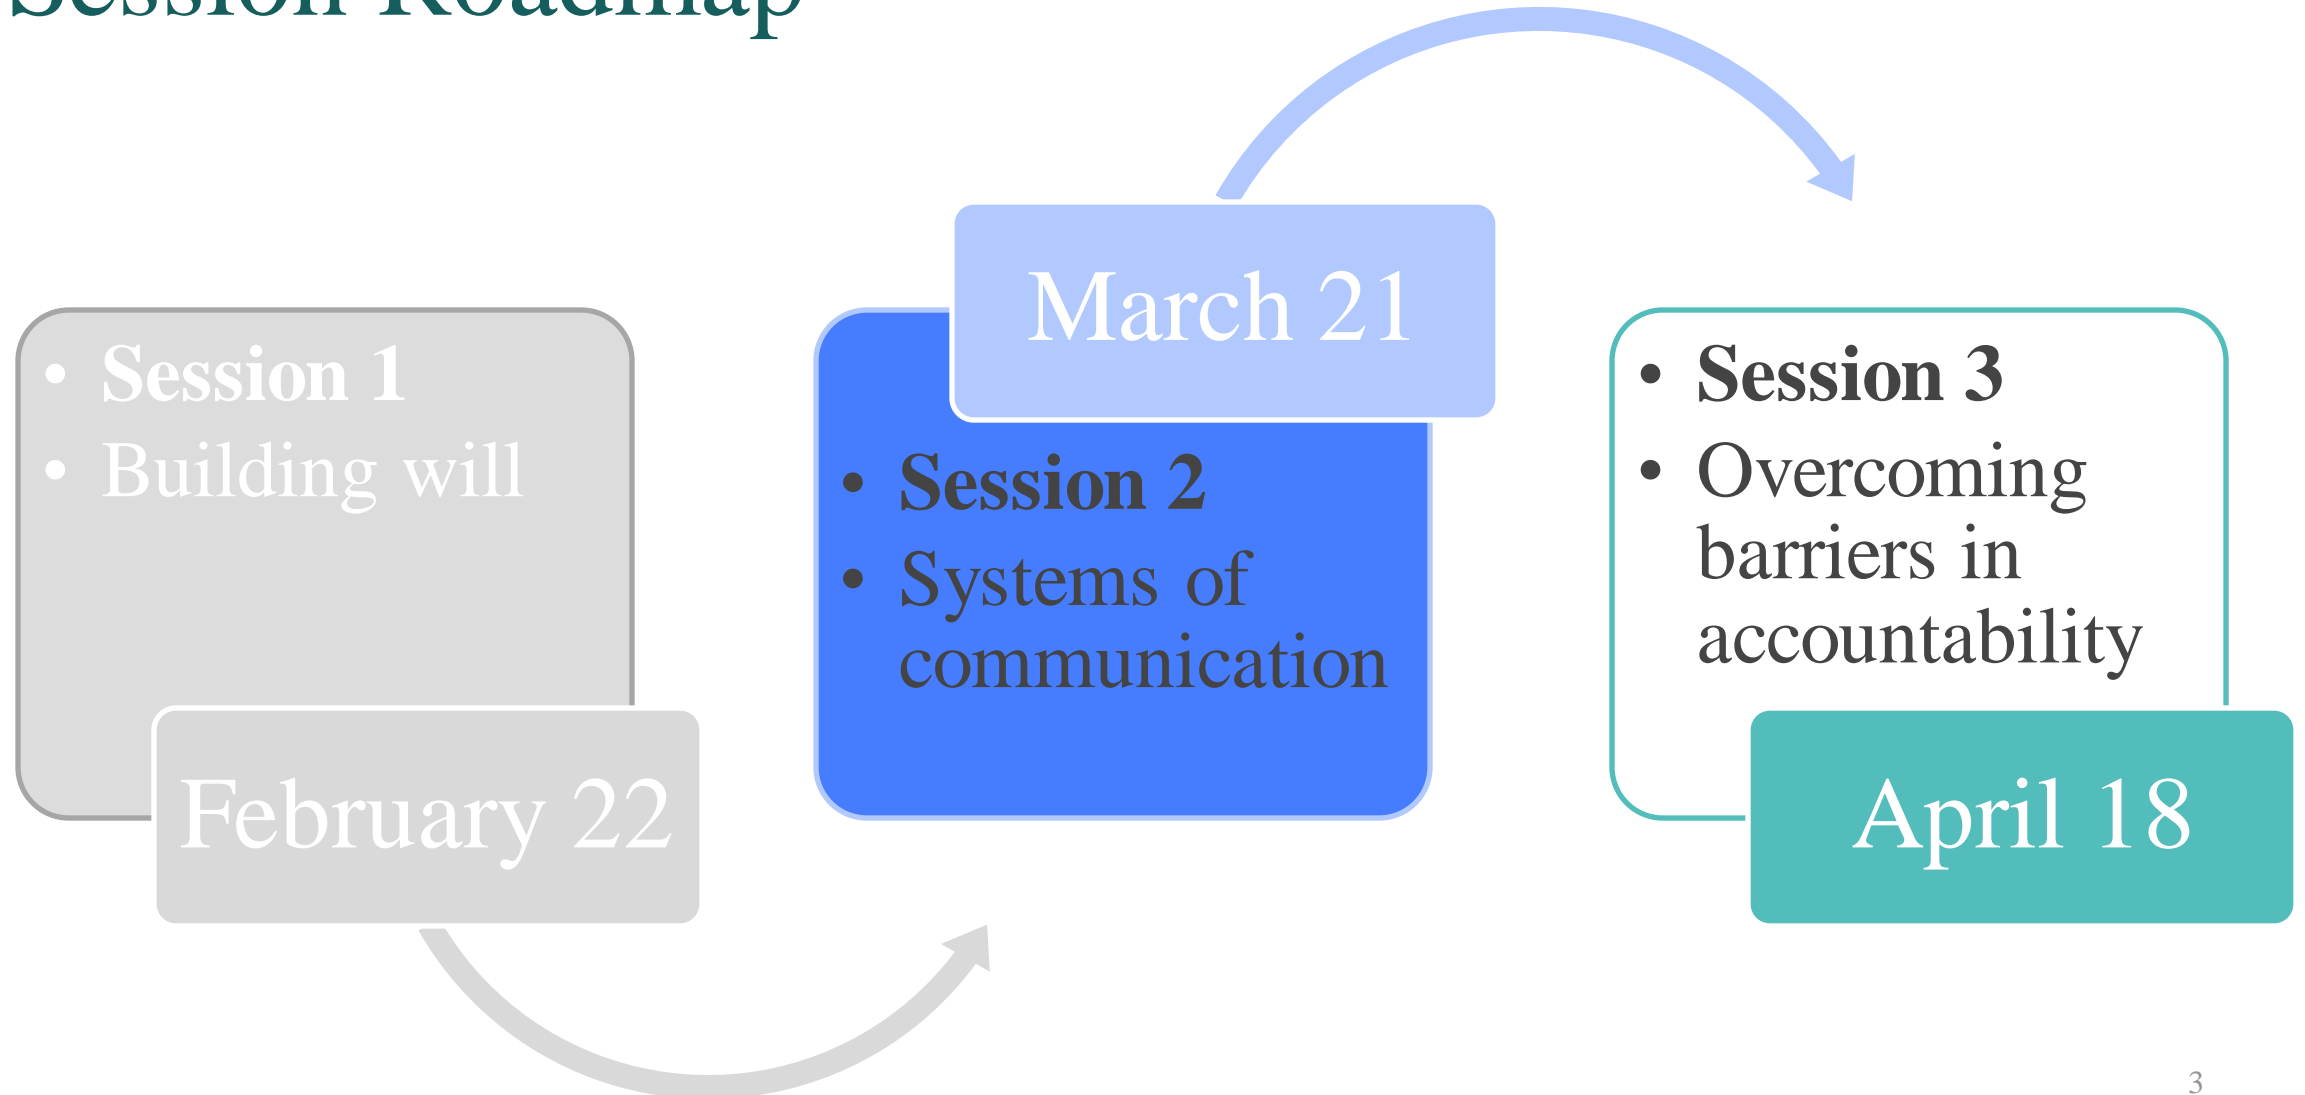 Session Roadmap
• Session 1
• Building will
February 22
March 21
• Session 2
• Systems of
communication
• Session 3
• Overcoming
barriers in
accountability
April 18
3